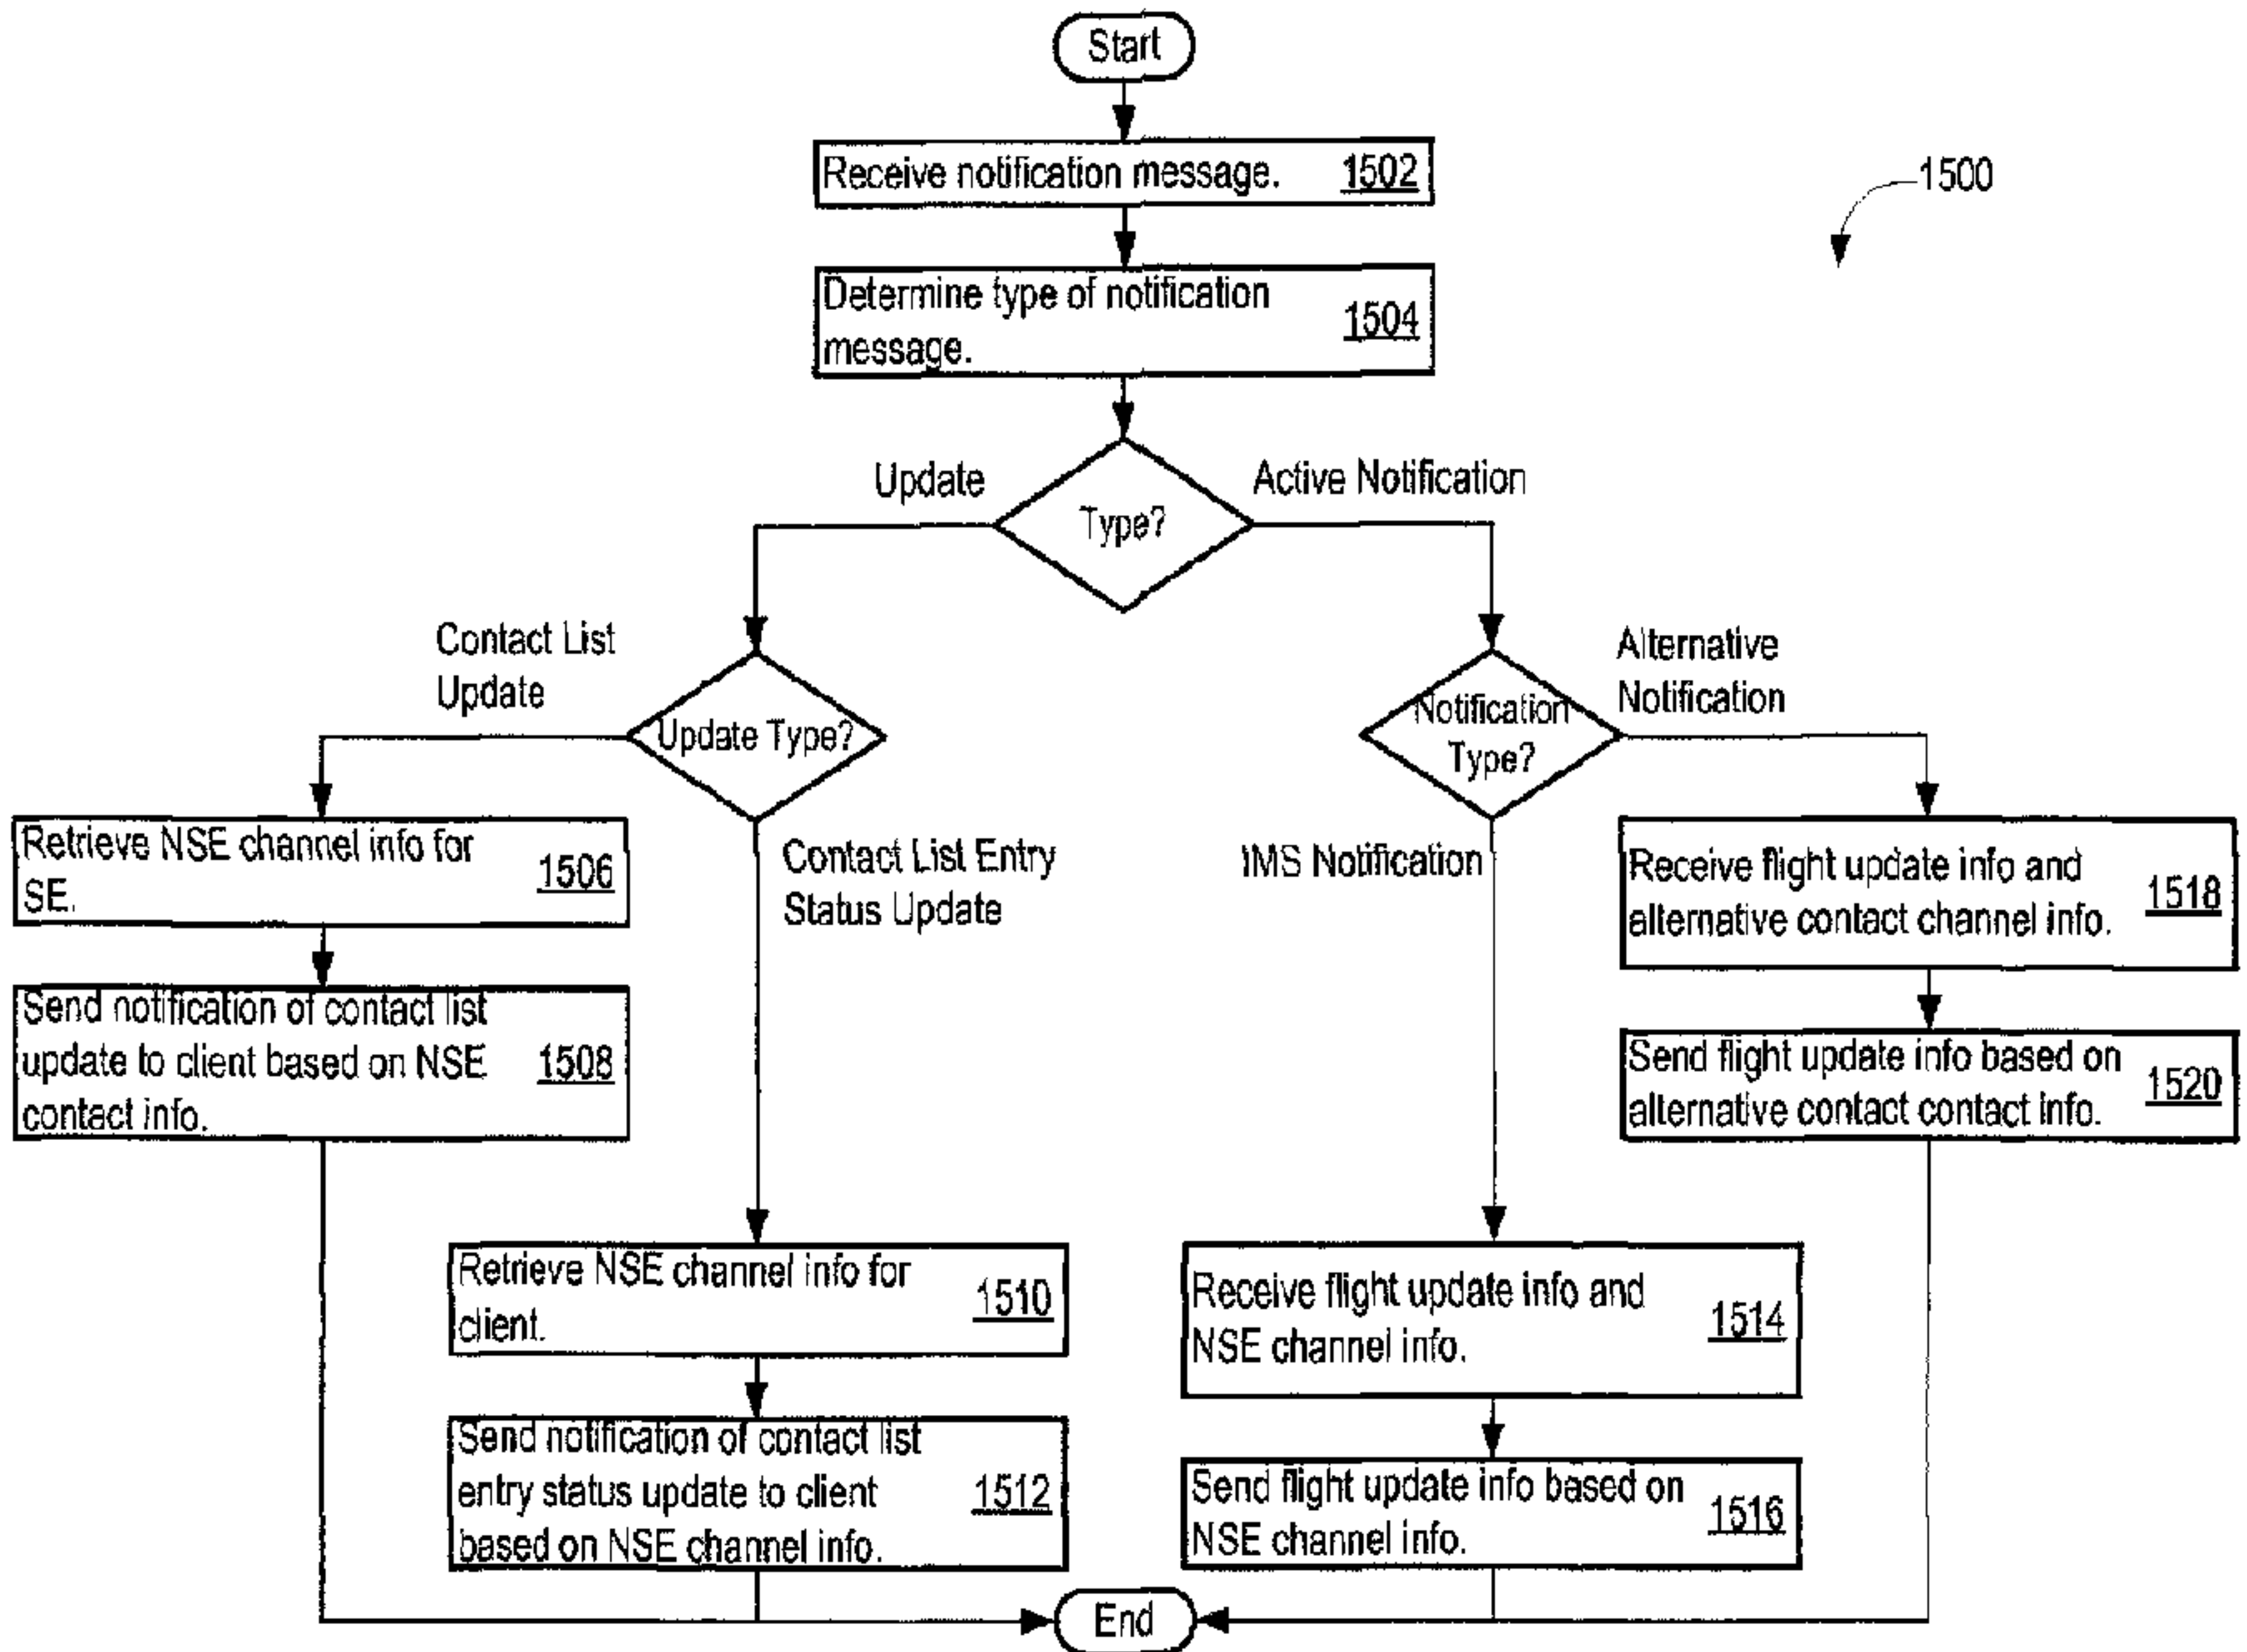 Start
Receive notification message. 1502
1500
Determine type of notification
message.
1504
Update
Active Notification
Type?
Contact List
Update
Update Type?
Alternative
Notification
Notification
Type?
Retrieve NSE channel info for
SE.
1506
Contact List Entry
Status Update
IMS Notification
Receive flight update info and
alternative contact channel info.
1518
Send notification of contact list
update to client based on NSE
contact info.
1508
Send flight update info based on
alternative contact contact info.
1520
Retrieve NSE channel info for
client.
1510
Receive flight update info and
NSE channel info.
1514
Send notification of contact list
entry status update to client
based on NSE channel info.
1512
Send flight update info based on
NSE channel info.
1516
End